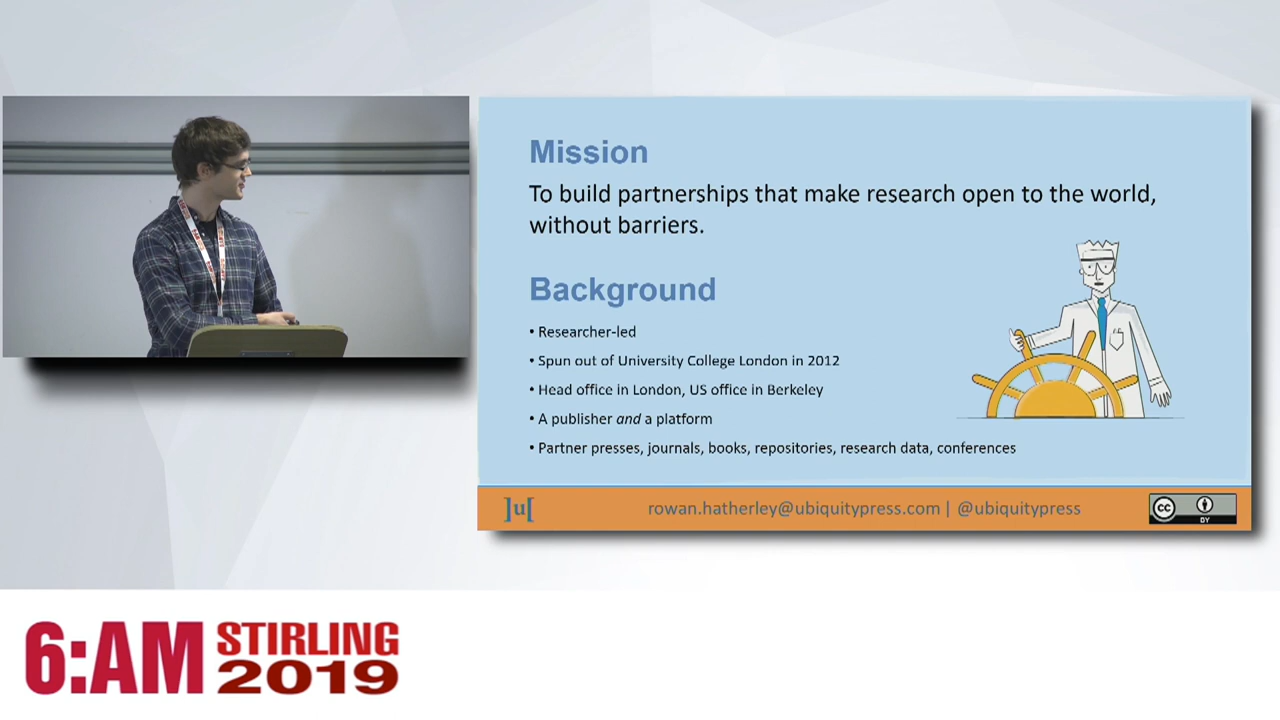 Mission
To build partnerships that make research open to the world,
without barriers.
Background
• Researcher-led
• Spun out of University College London in 2012
• Head office in London, US office in Berkeley
• A publisher and a platform
• Partner presses, journals, books, repositories, research data, conferences
]u[
rowan.hatherley@ubiquitypress.com | @ubiquitypress
cc
BY
6:AM
STIRLING
2019